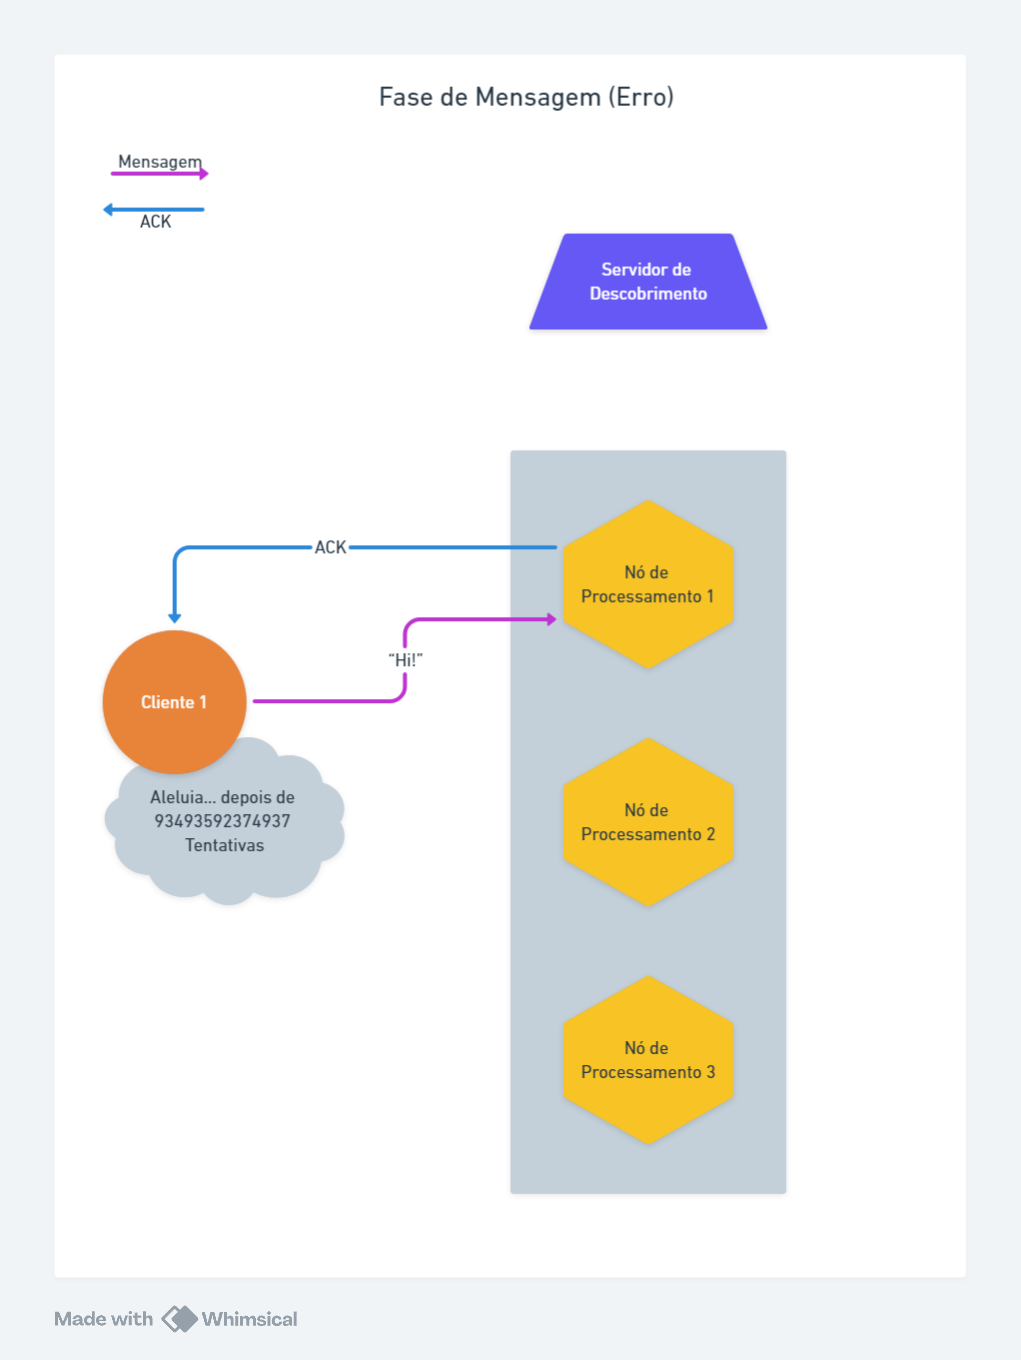 Fase de Mensagem (Erro)
Mensagem
ACK
Servidor de
Descobrimento
ACK
Nó de
Processamento 1
“Hi!”
Cliente 1
Aleluia... depois de
93493592374937
Tentativas
Nó de
Processamento 2
Nó de
Processamento 3
Made with Whimsical